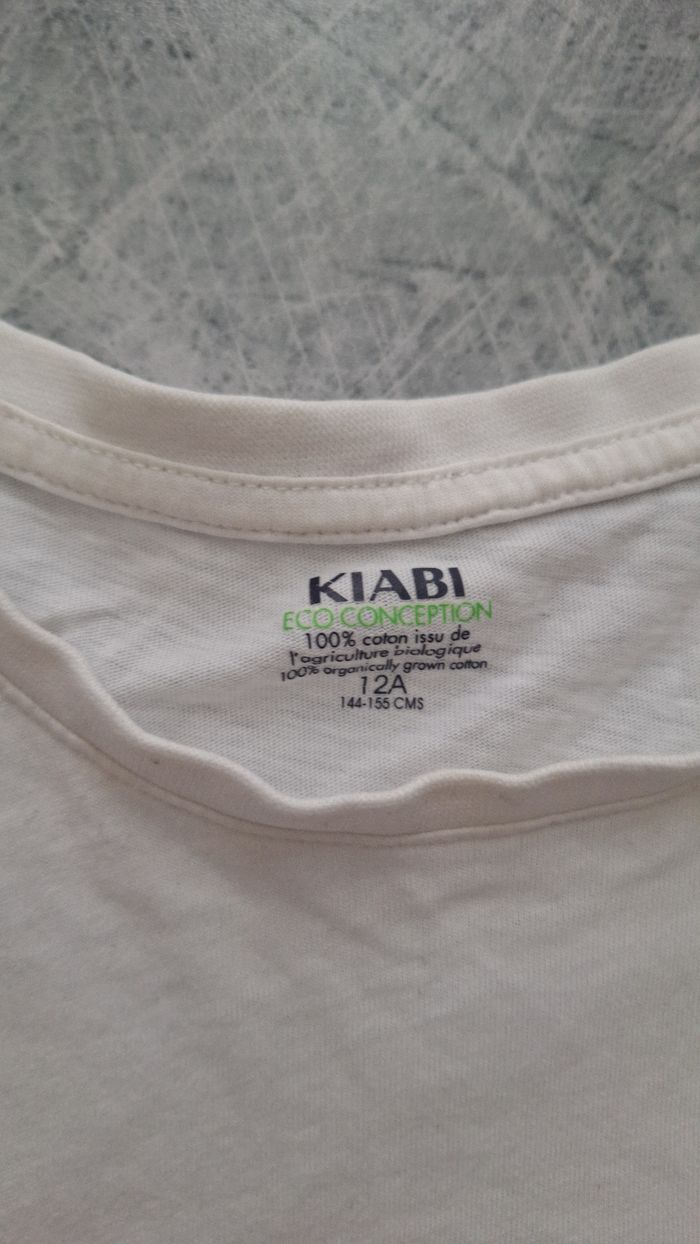 KIABI
ECO CONCEPTION
100% coton issu de
l'agriculture biologique
100% organically grown cotton
12A
144-155 CMS